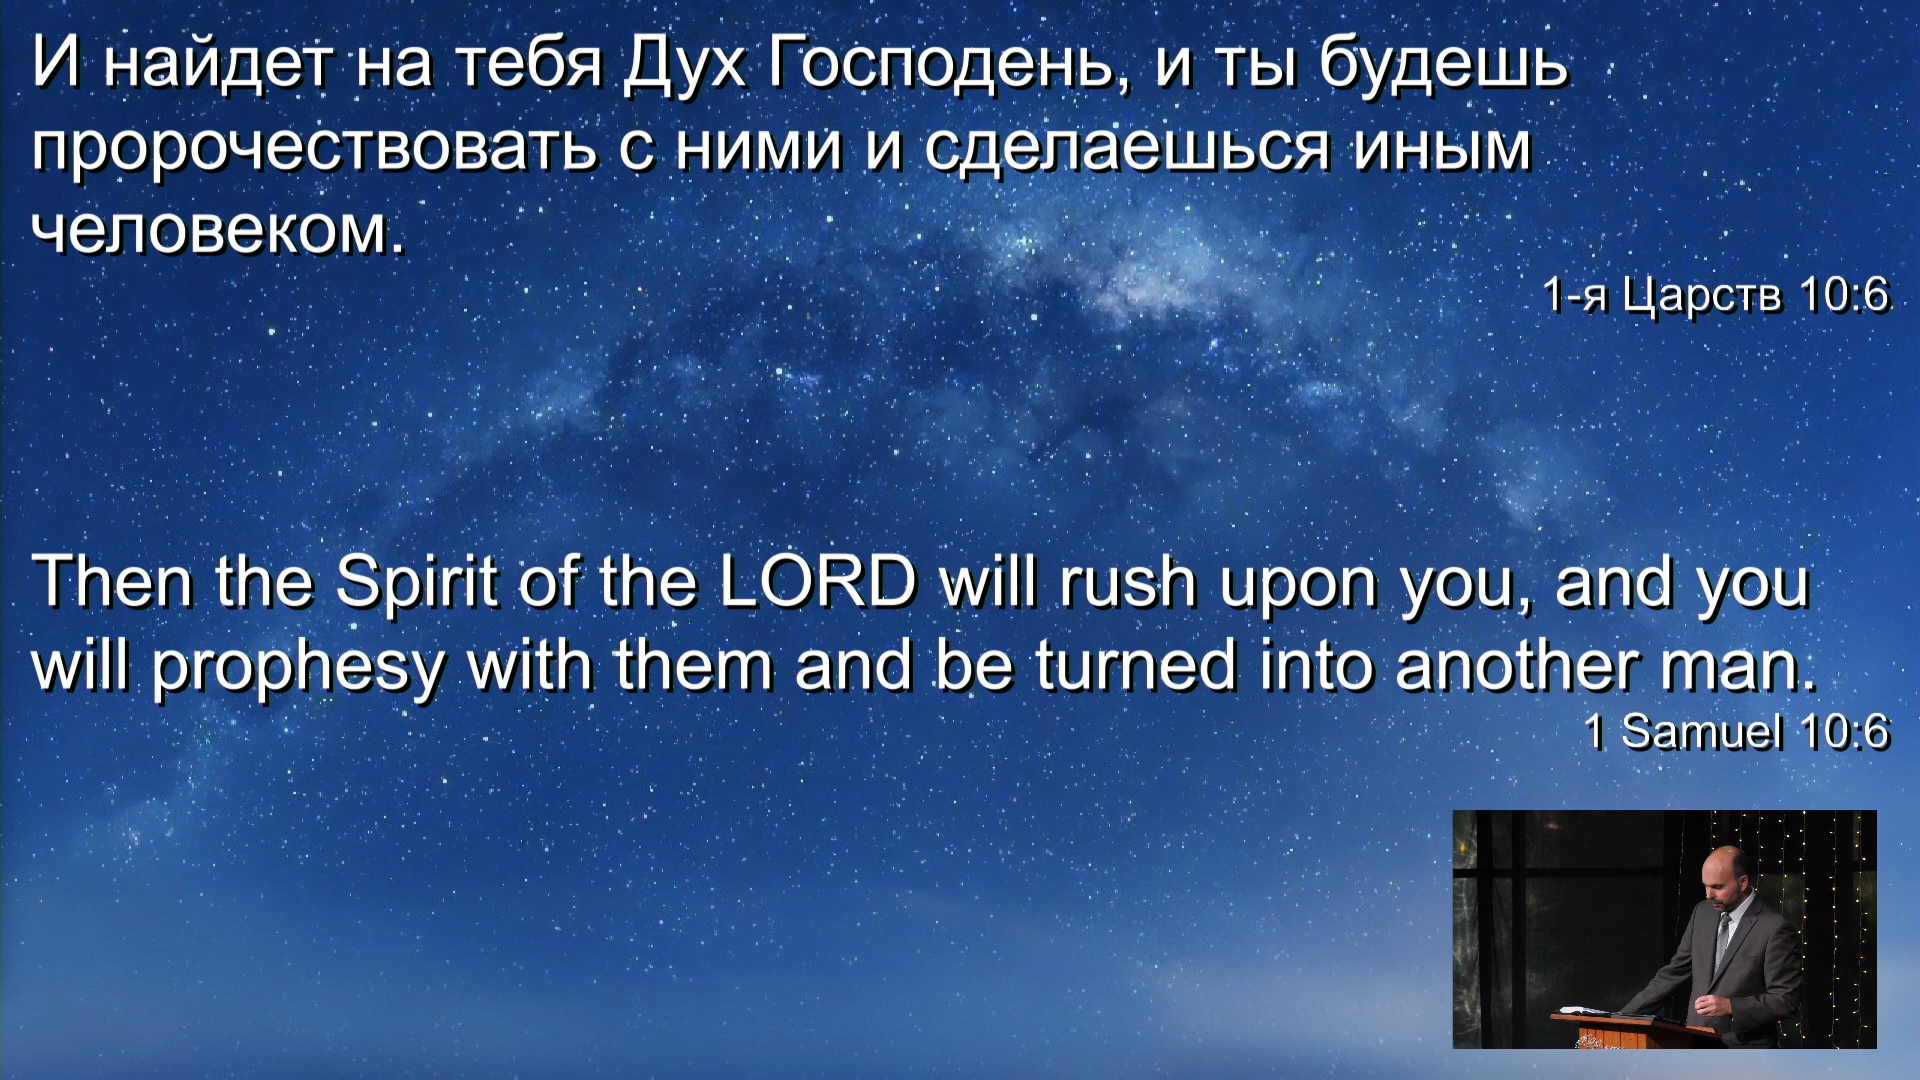 И найдет на тебя Дух Господень, и ты будешь
пророчествовать с ними и сделаешься иным
человеком.
1-я Царств 10:6
Then the Spirit of the LORD will rush upon you, and you
will prophesy with them and be turned into another man.
1 Samuel 10:6